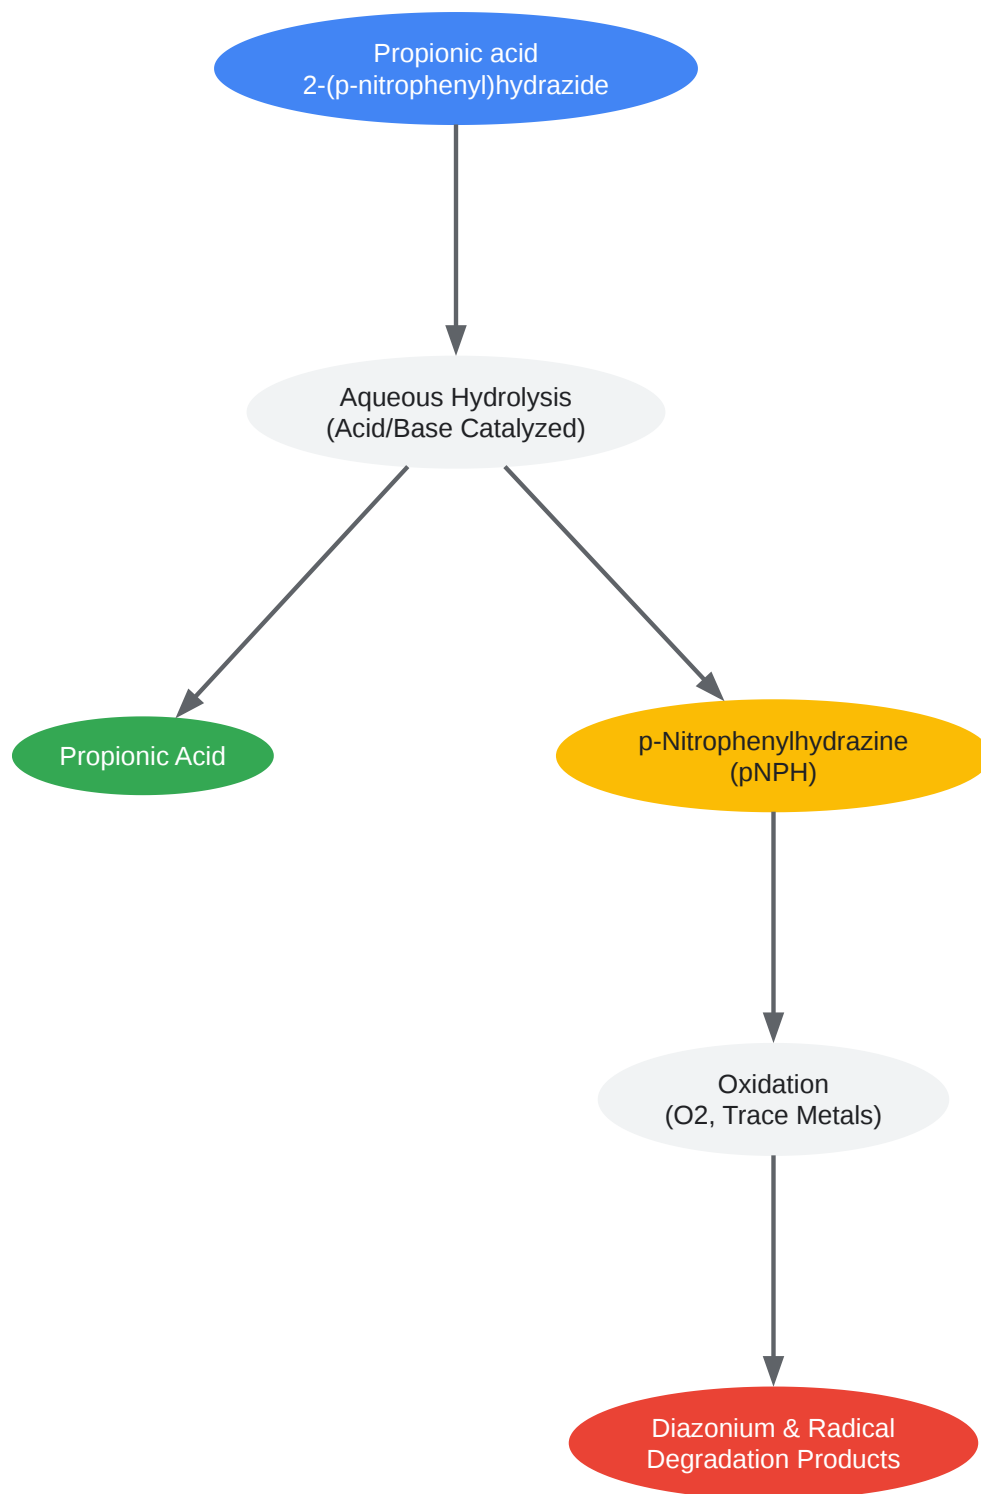 Propionic acid
2-(p-nitrophenyl)hydrazide
Aqueous Hydrolysis
(Acid/Base Catalyzed)
Propionic Acid
p-Nitrophenylhydrazine
(pNPH)
Oxidation
(O2, Trace Metals)
Diazonium & Radical
Degradation Products